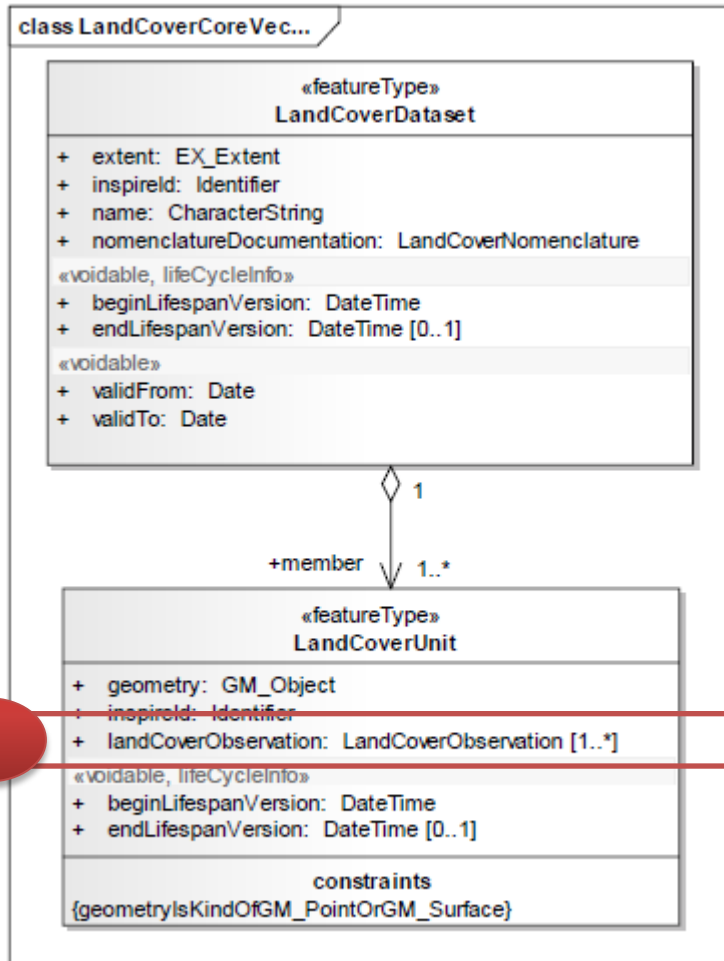 class LandCoverCoreVec...
«featureType»
LandCoverDataset
+ extent: EX_Extent
+ inspireId: Identifier
+ name: CharacterString
+ nomenclatureDocumentation: LandCoverNomenclature
«voidable, lifeCycleInfo»
+ beginLifespanVersion: DateTime
+ endLifespanVersion: DateTime [0..1]
«voidable»
+ validFrom: Date
+ validTo: Date
1
+member
1..*
«featureType»
LandCoverUnit
+ geometry: GM_Object
+ inspireId: Identifier
+ landCoverObservation: LandCoverObservation [1..*]
«voidable, lifeCycleInfo»
+ beginLifespanVersion: DateTime
+ endLifespanVersion: DateTime [0..1]
constraints
{geometryIsKindOfGM_PointOrGM_Surface}